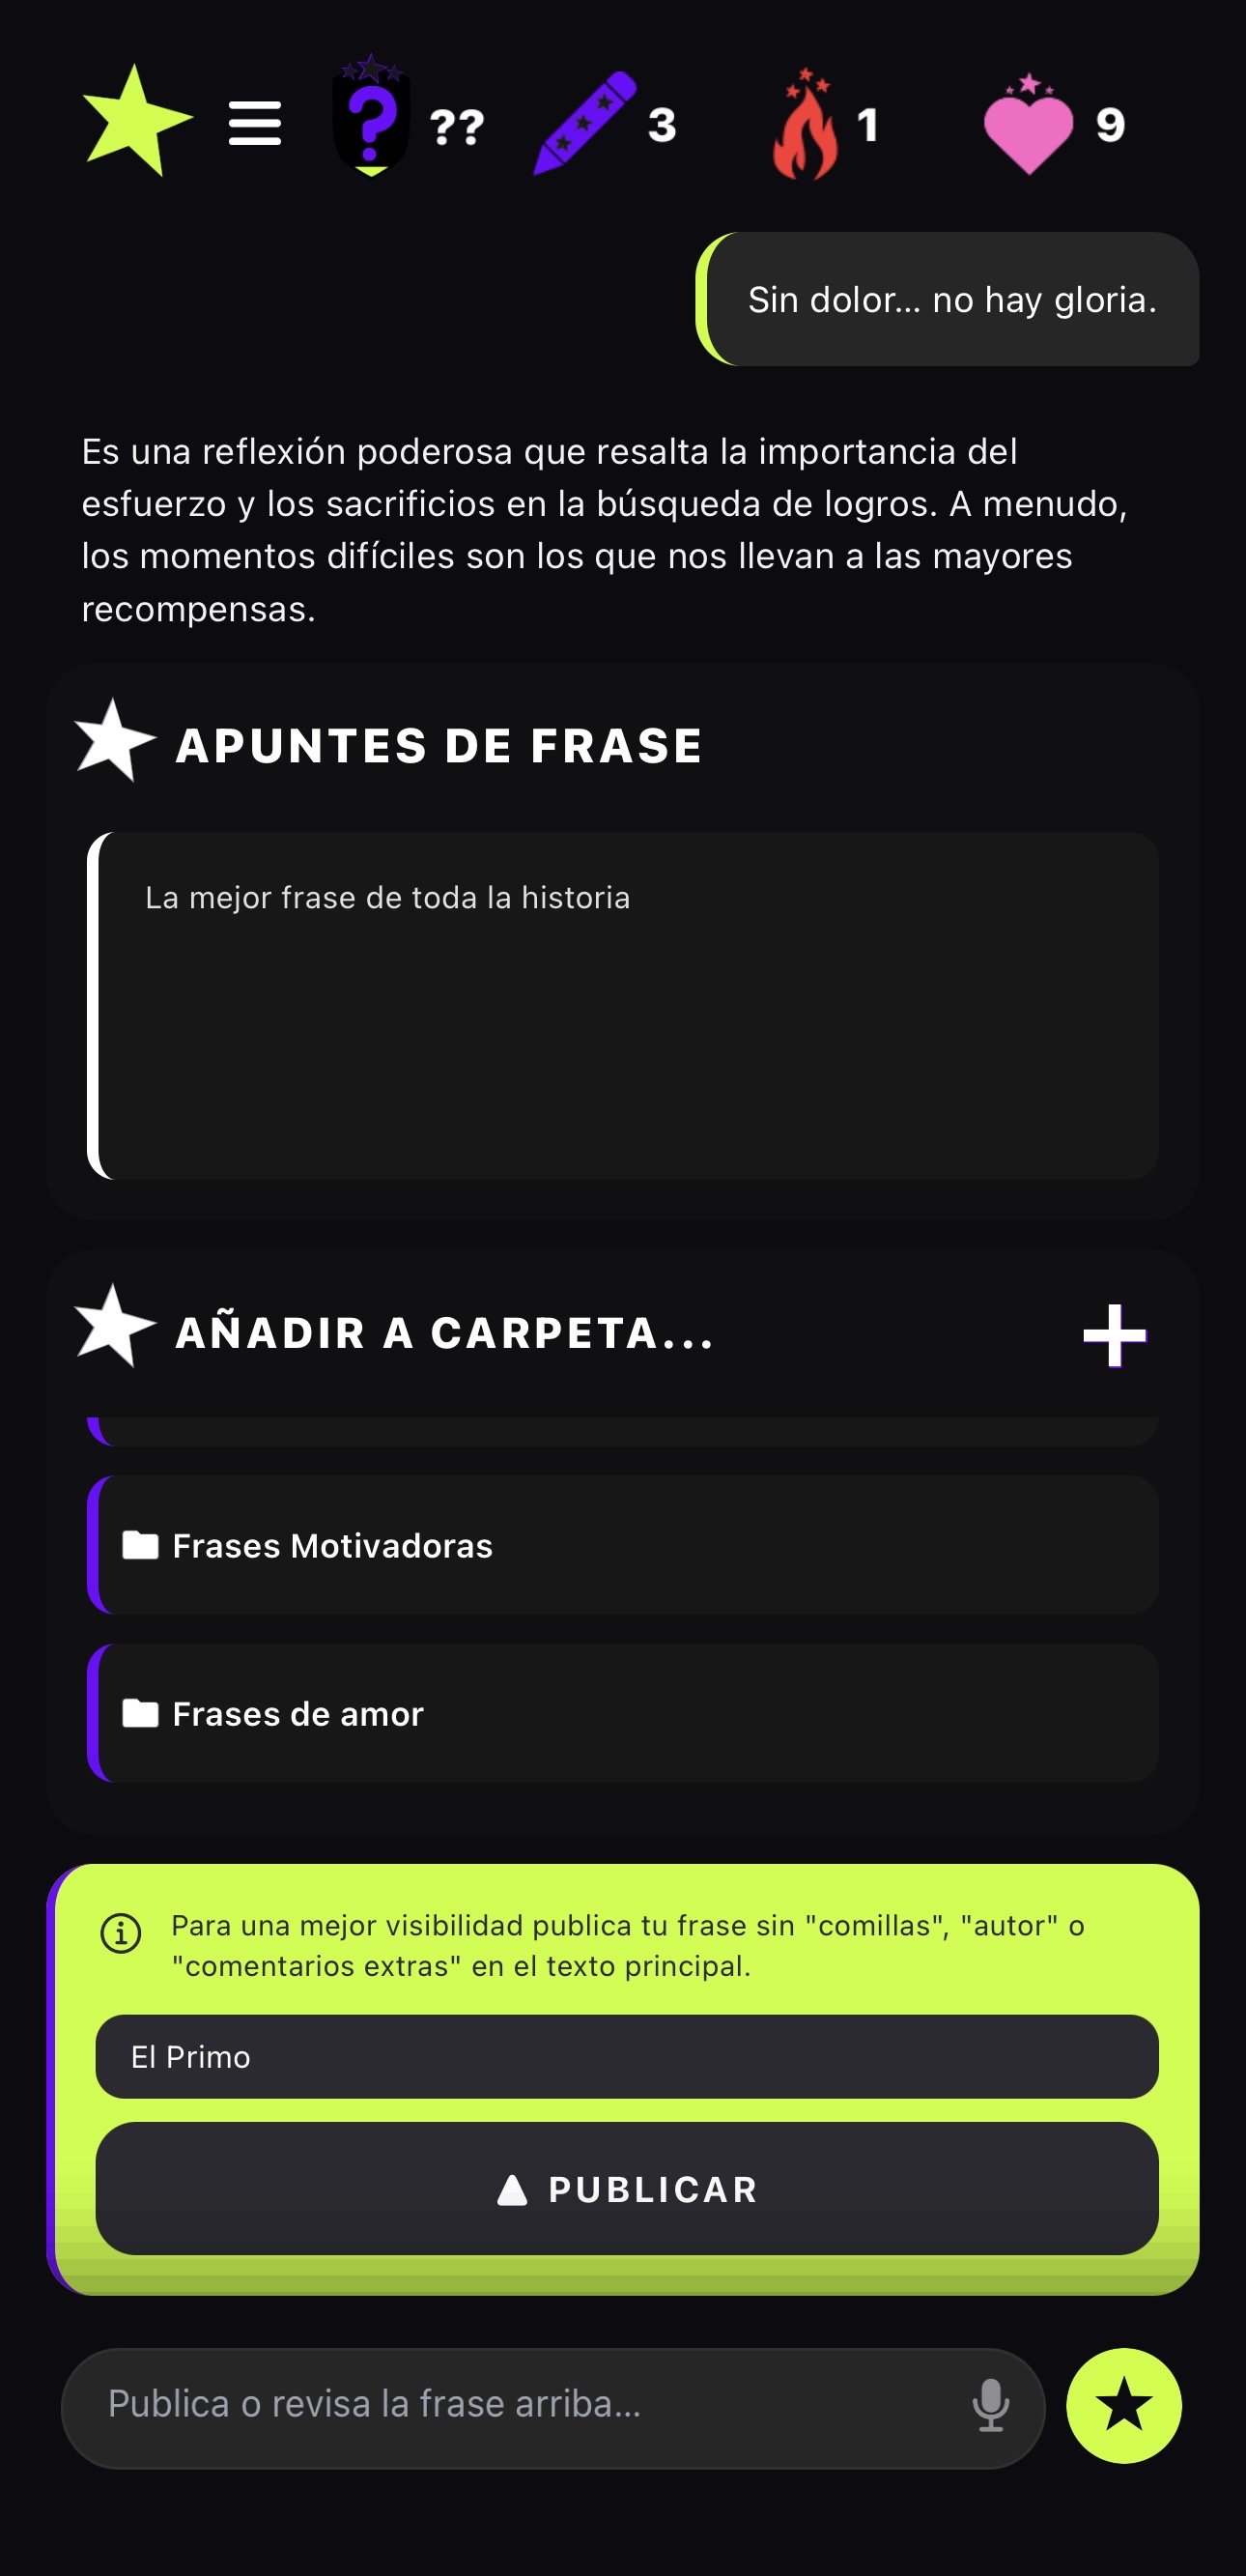 ?? 3 1 9
Sin dolor... no hay gloria.
Es una reflexión poderosa que resalta la importancia del
esfuerzo y los sacrificios en la búsqueda de logros. A menudo,
los momentos difíciles son los que nos llevan a las mayores
recompensas.
APUNTES DE FRASE
La mejor frase de toda la historia
AÑADIR A CARPETA...
Frases Motivadoras
Frases de amor
Para una mejor visibilidad publica tu frase sin "comillas", "autor" o
"comentarios extras" en el texto principal.
El Primo
PUBLICAR
Publica o revisa la frase arriba...